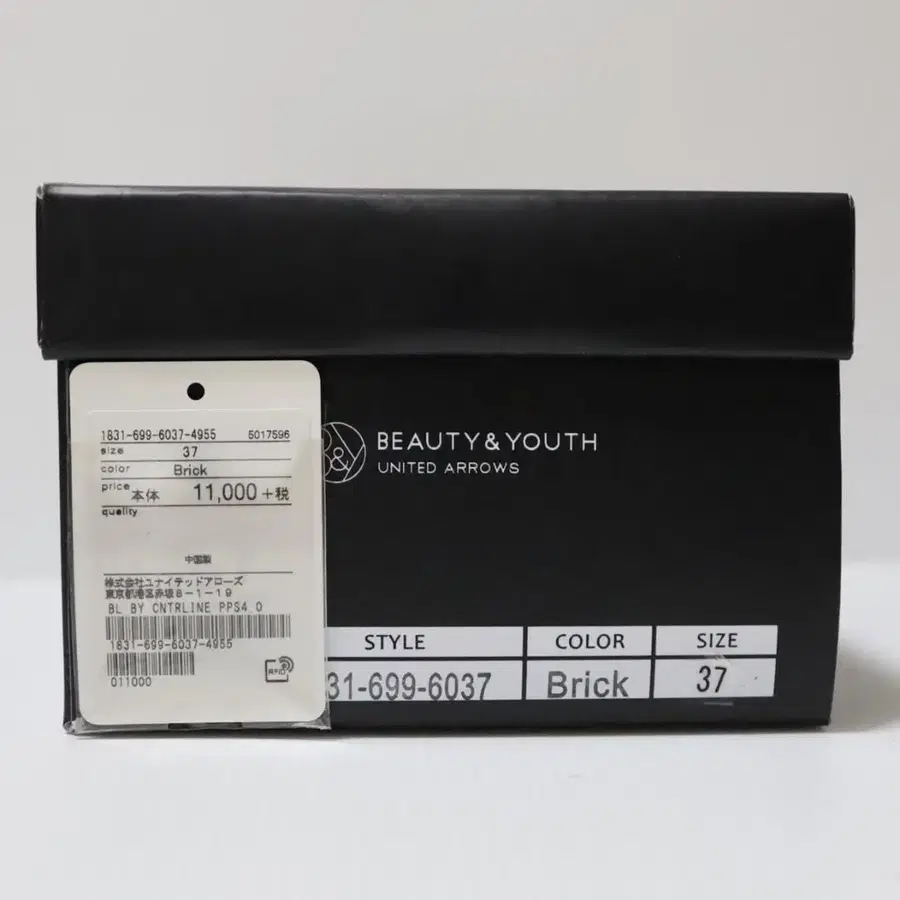 1831-699-6037-4955 5017596
size 37
color Brick
price 本体 11,000+税
quality
中国製
株式会社ユナイテッドアローズ
東京都港区赤坂8-1-19
BL BY CNTRLINE PPS4.0
1831-699-6037-4955
011000
RFID
B&Y
BEAUTY&YOUTH
UNITED ARROWS
STYLE COLOR SIZE
31-699-6037 Brick 37